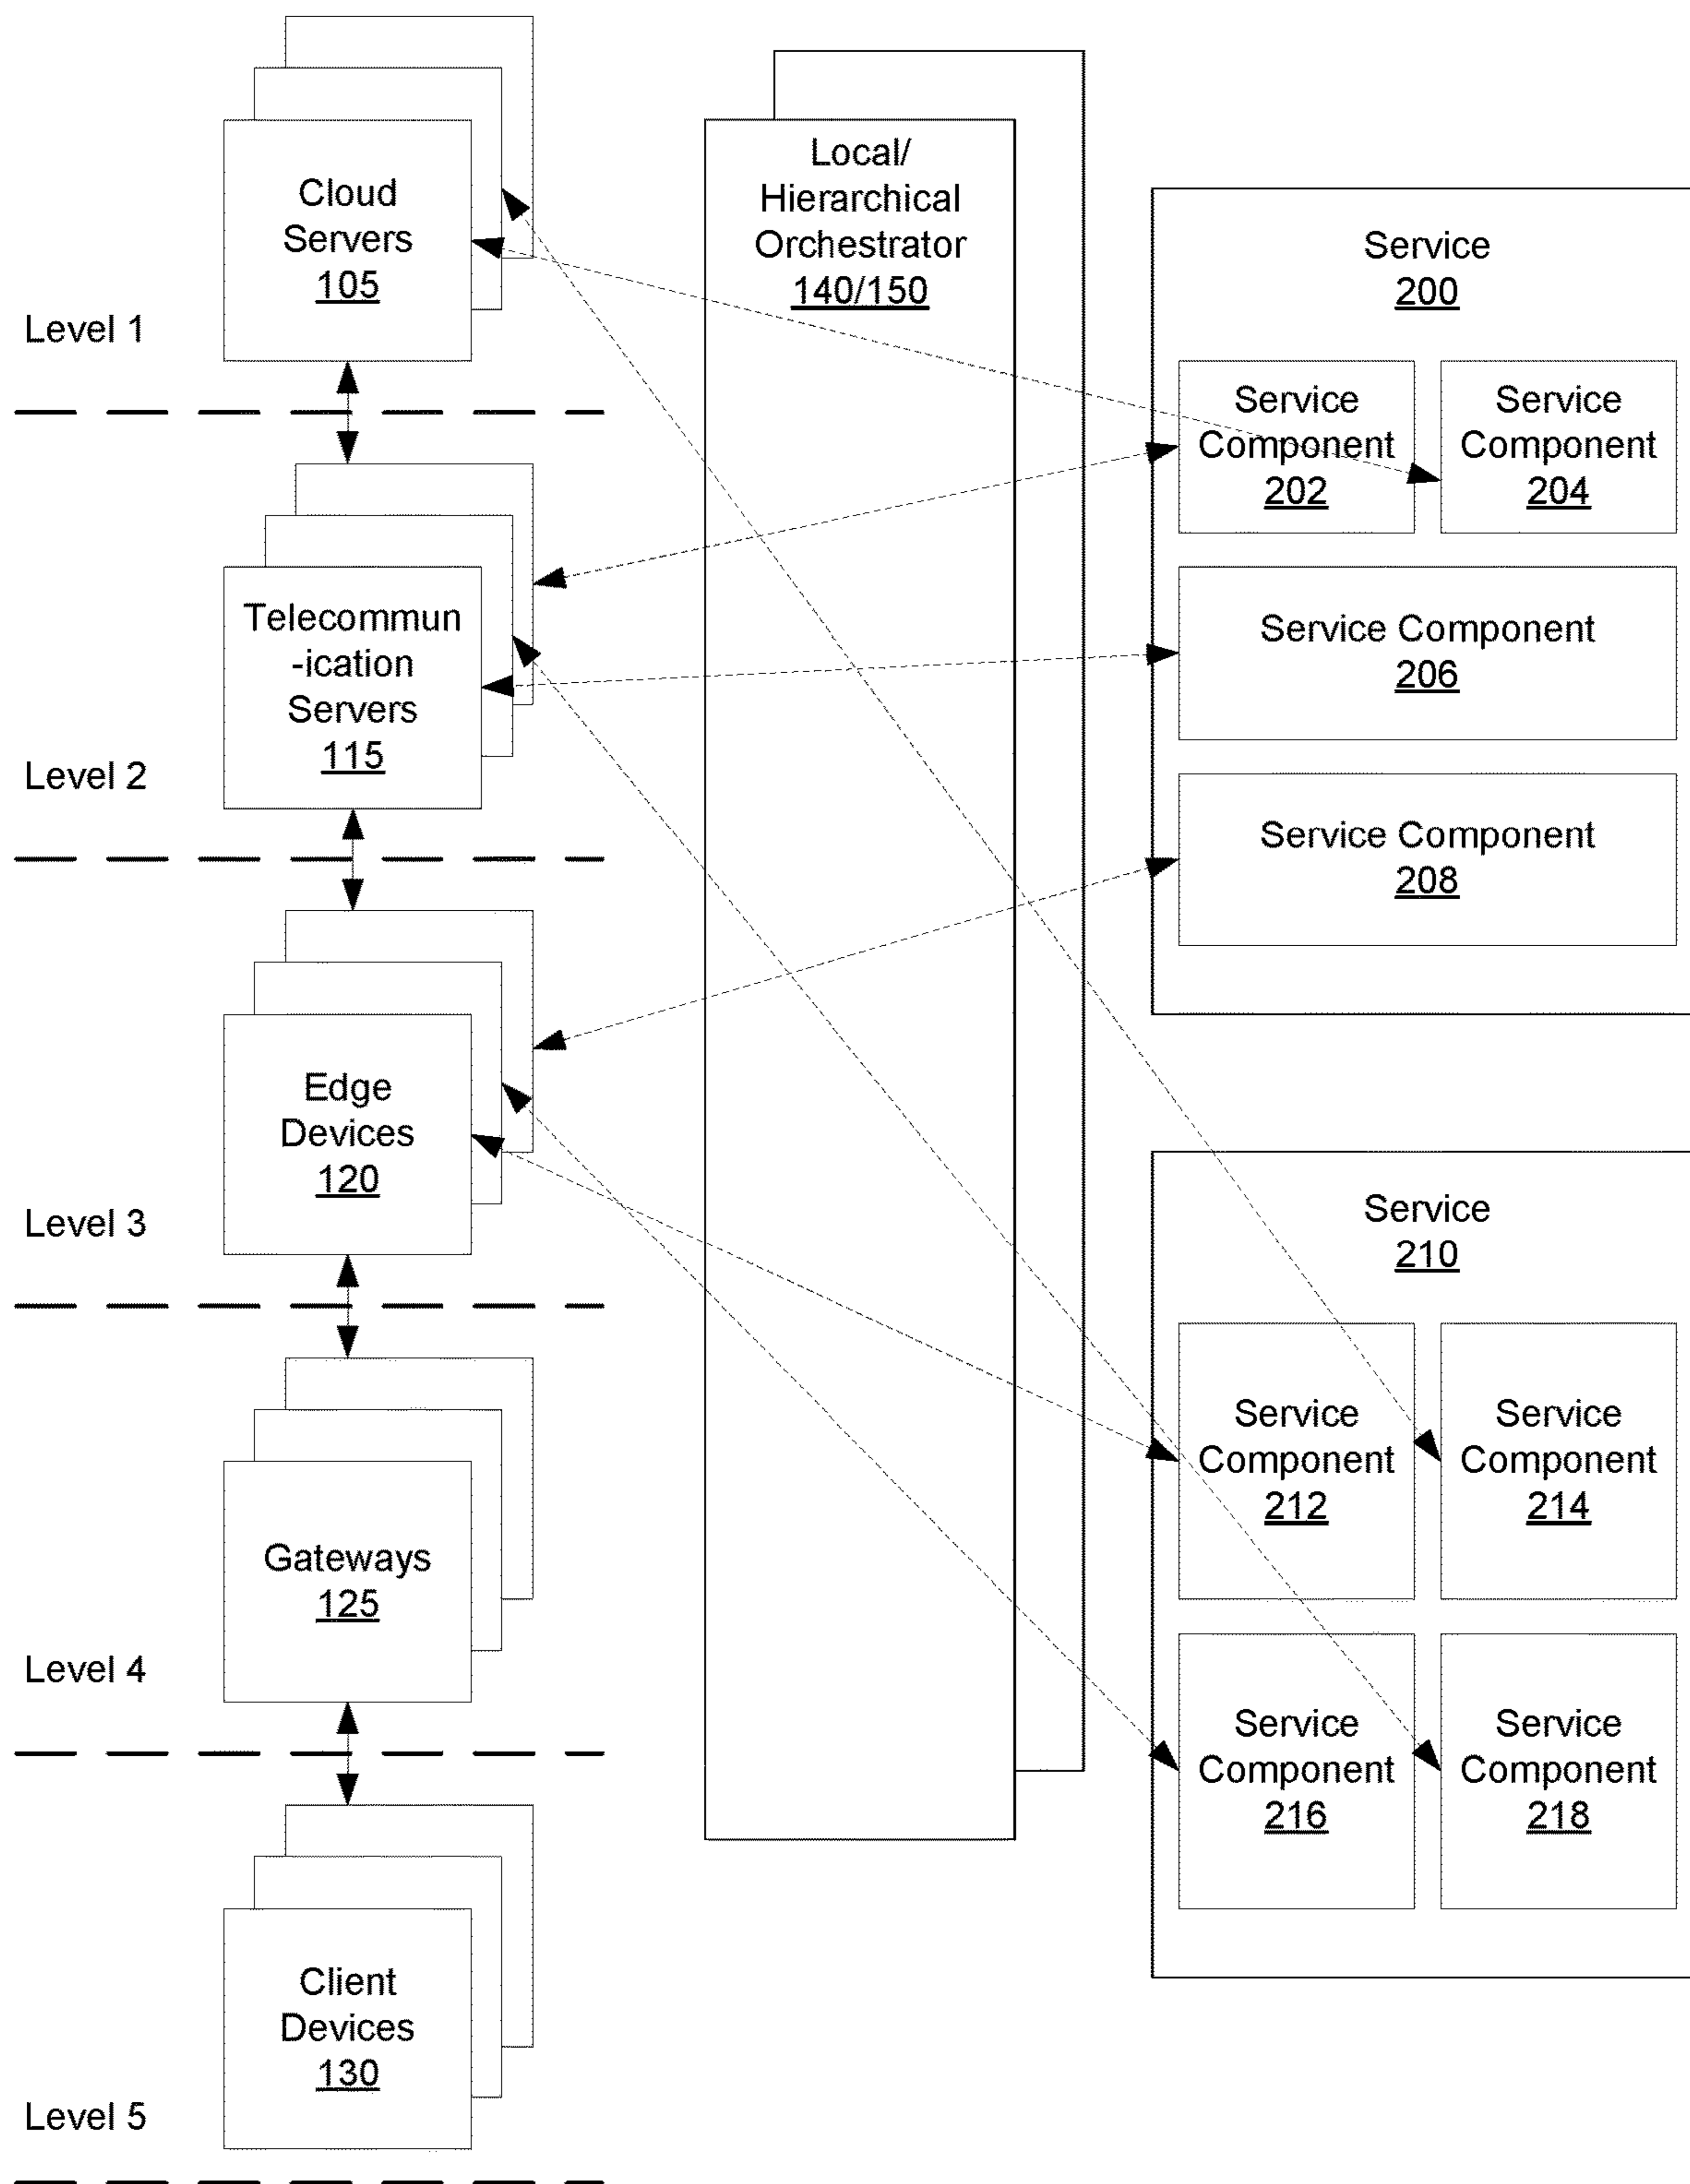 Cloud
Servers
105
Level 1
Telecommun
-ication
Servers
115
Level 2
Edge
Devices
120
Level 3
Gateways
125
Level 4
Client
Devices
130
Level 5
Local/
Hierarchical
Orchestrator
140/150
Service
200
Service
Component
202
Service
Component
204
Service Component
206
Service Component
208
Service
210
Service
Component
212
Service
Component
214
Service
Component
216
Service
Component
218